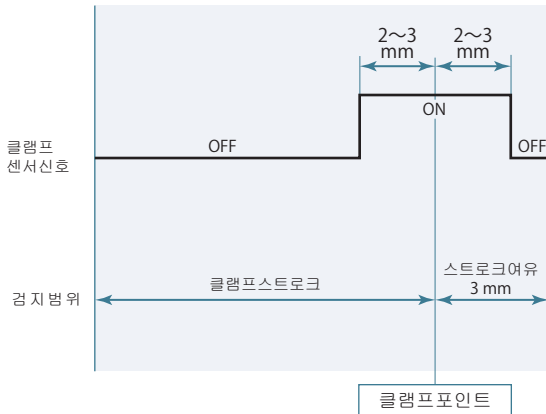 2～3
mm
2～3
mm
ON
OFF
OFF
클램프
센서신호
클램프스트로크
스트로크여유
3 mm
검지범위
클램프포인트